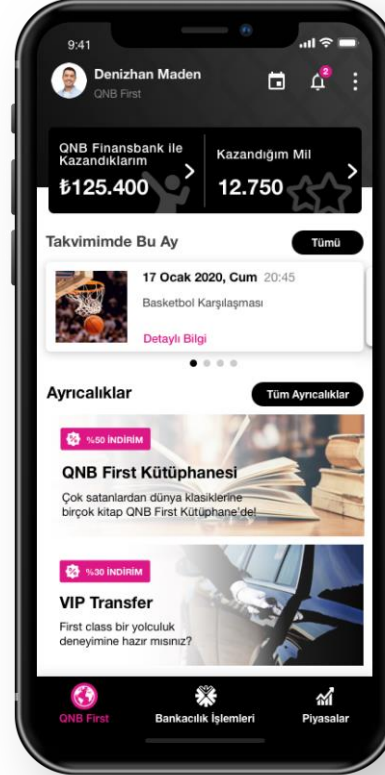 9:41
Denizhan Maden
QNB First
2
QNB Finansbank ile
Kazandıklarım
₺125.400
Kazandığım Mil
12.750
Takvimimde Bu Ay
Tümü
17 Ocak 2020, Cum 20:45
Basketbol Karşılaşması
Detaylı Bilgi
Ayrıcalıklar
Tüm Ayrıcalıklar
%50 İNDİRİM
QNB First Kütüphanesi
Çok satanlardan dünya klasiklerine
birçok kitap QNB First Kütüphane'de!
%30 İNDİRİM
VIP Transfer
First class bir yolculuk
deneyimine hazır mısınız?
QNB First
Bankacılık İşlemleri
Piyasalar